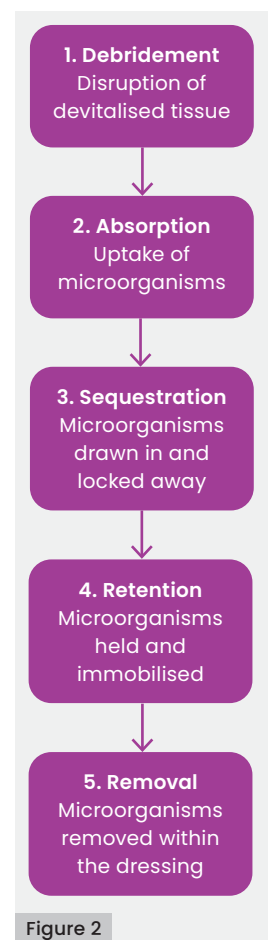 1. Debridement
Disruption of
devitalised tissue
2. Absorption
Uptake of
microorganisms
3. Sequestration
Microorganisms
drawn in and
locked away
4. Retention
Microorganisms
held and
immobilised
5. Removal
Microorganisms
removed within
the dressing
Figure 2